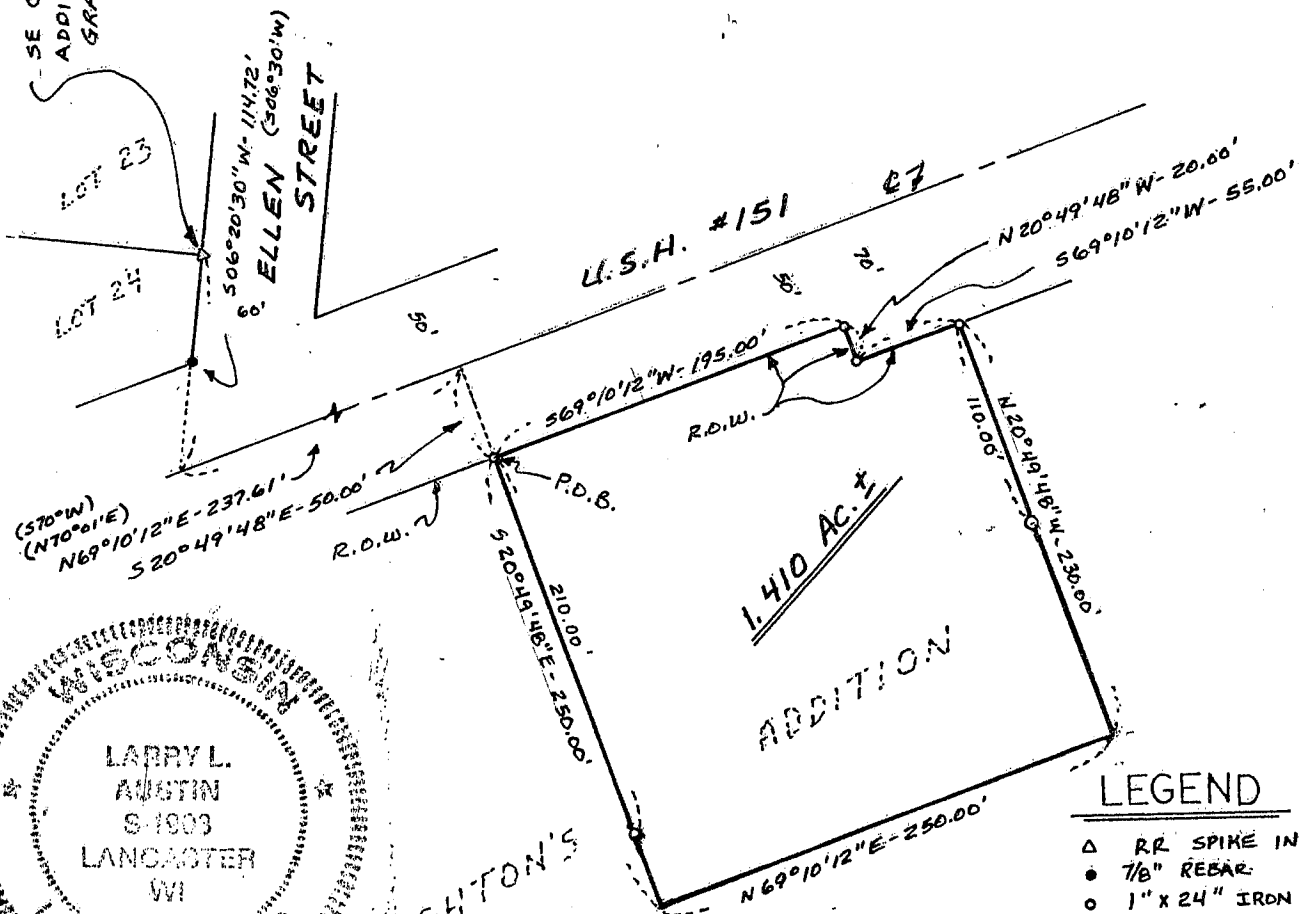 SE
ADDI
GRA
LOT 23
LOT 24
S06°20'30"W-114.72'
60' ELLEN (S06°30'W)
STREET
U.S.H. #151
50'
50'
70'
N20°49'48"W-20.00'
S69°10'12"W-55.00'
S69°10'12"W-195.00'
R.O.W.
P.O.B.
(S70°W)
(N70°01'E)
N69°10'12"E-237.61'
S20°49'48"E-50.00'
R.O.W.
210.00'
S20°49'48"E-250.00'
110.00'
N20°49'48"W-230.00'
1.410 AC.±
ADDITION
N69°10'12"E-250.00'
HTON'S
WISCONSIN
LARRY L.
AUSTIN
S-1903
LANCASTER
WI
LEGEND
△ RR SPIKE IN
● 7/8" REBAR
○ 1" X 24" IRON